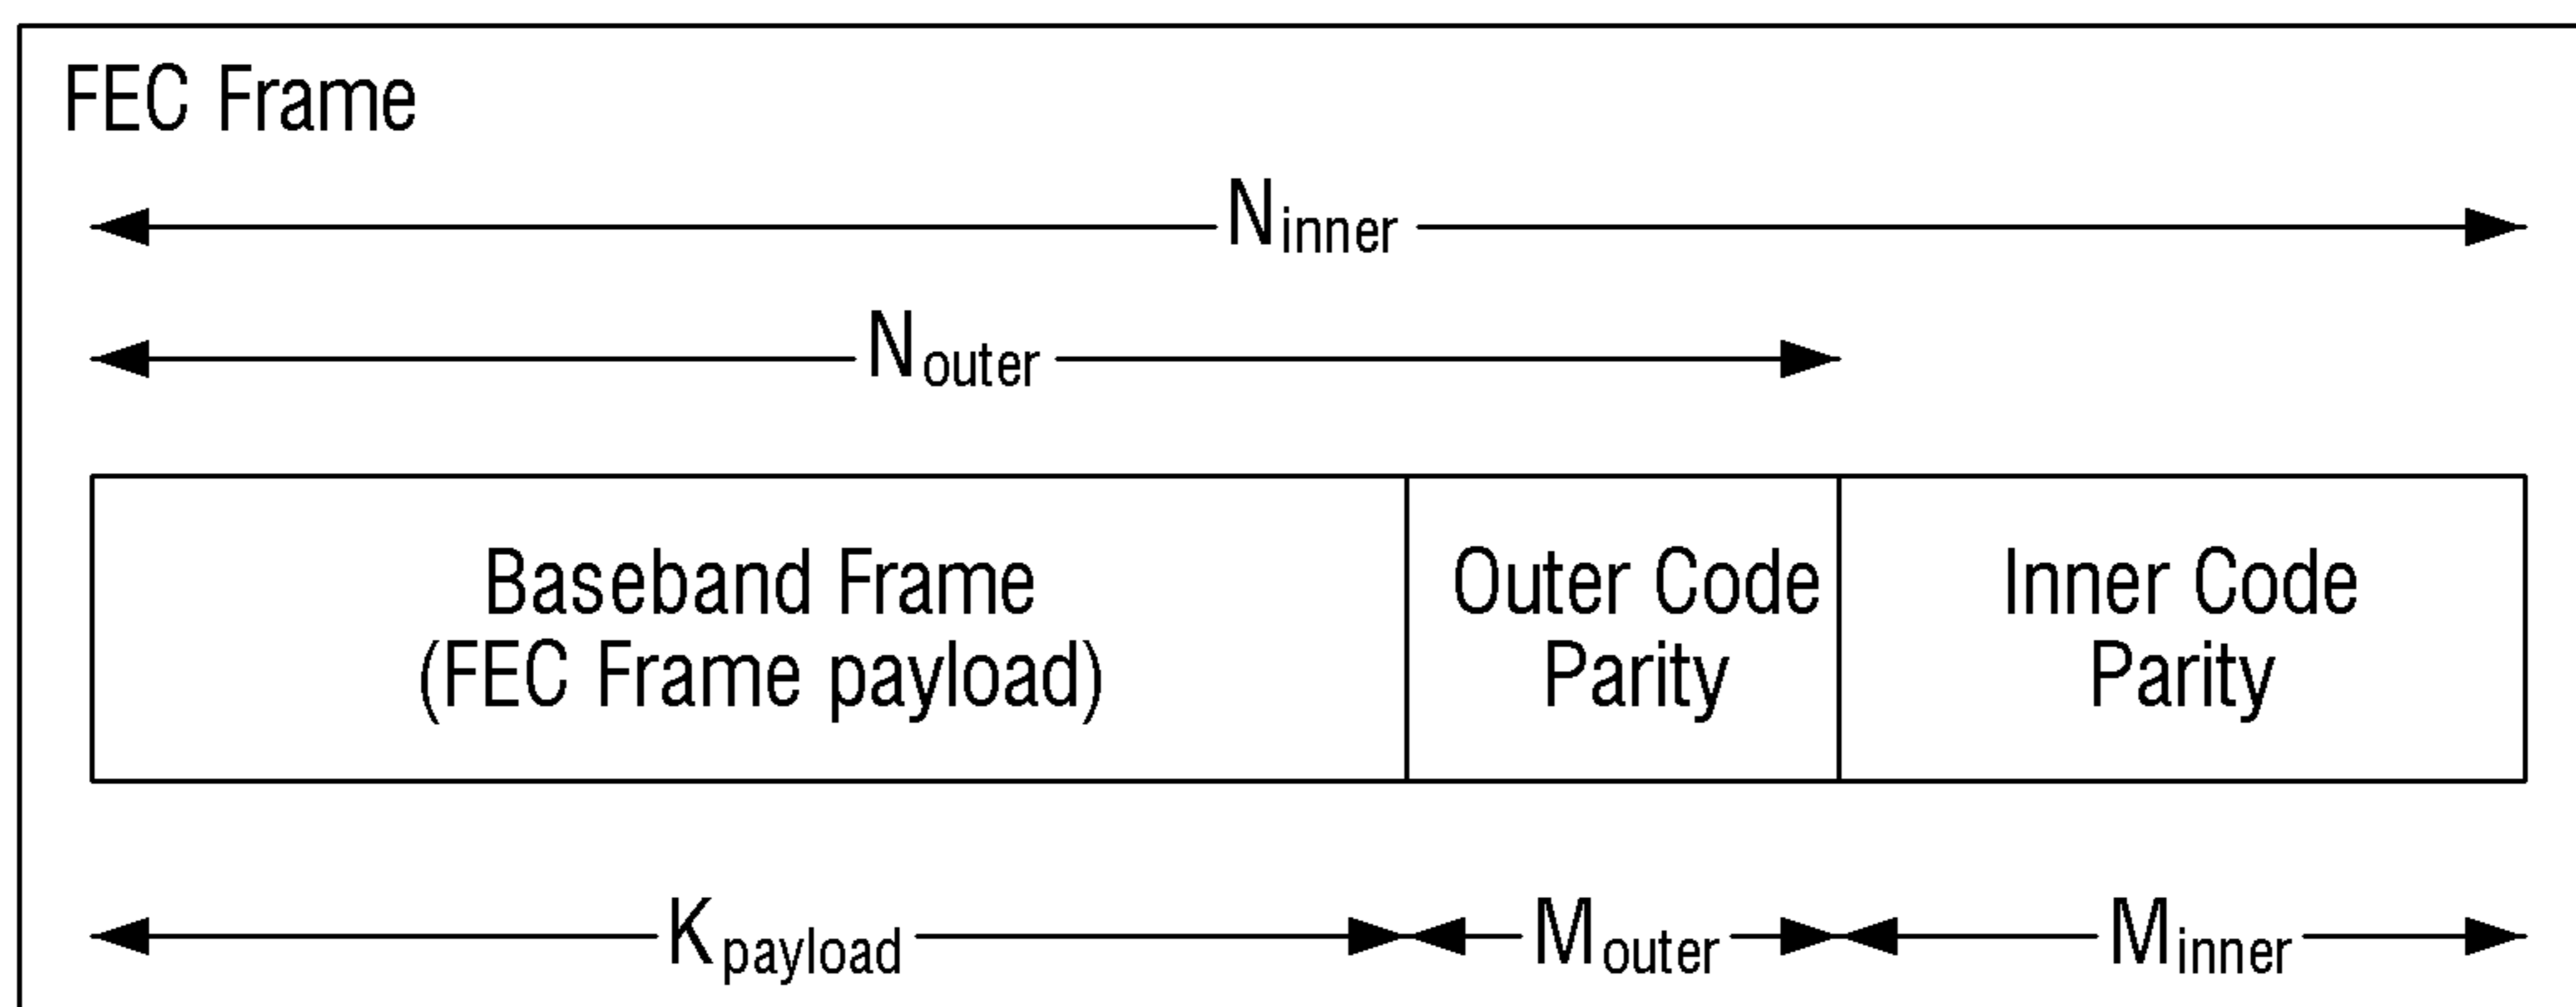 FEC Frame
Ninner
Nouter
Baseband Frame
(FEC Frame payload)
Outer Code
Parity
Inner Code
Parity
Kpayload
Mouter
Minner